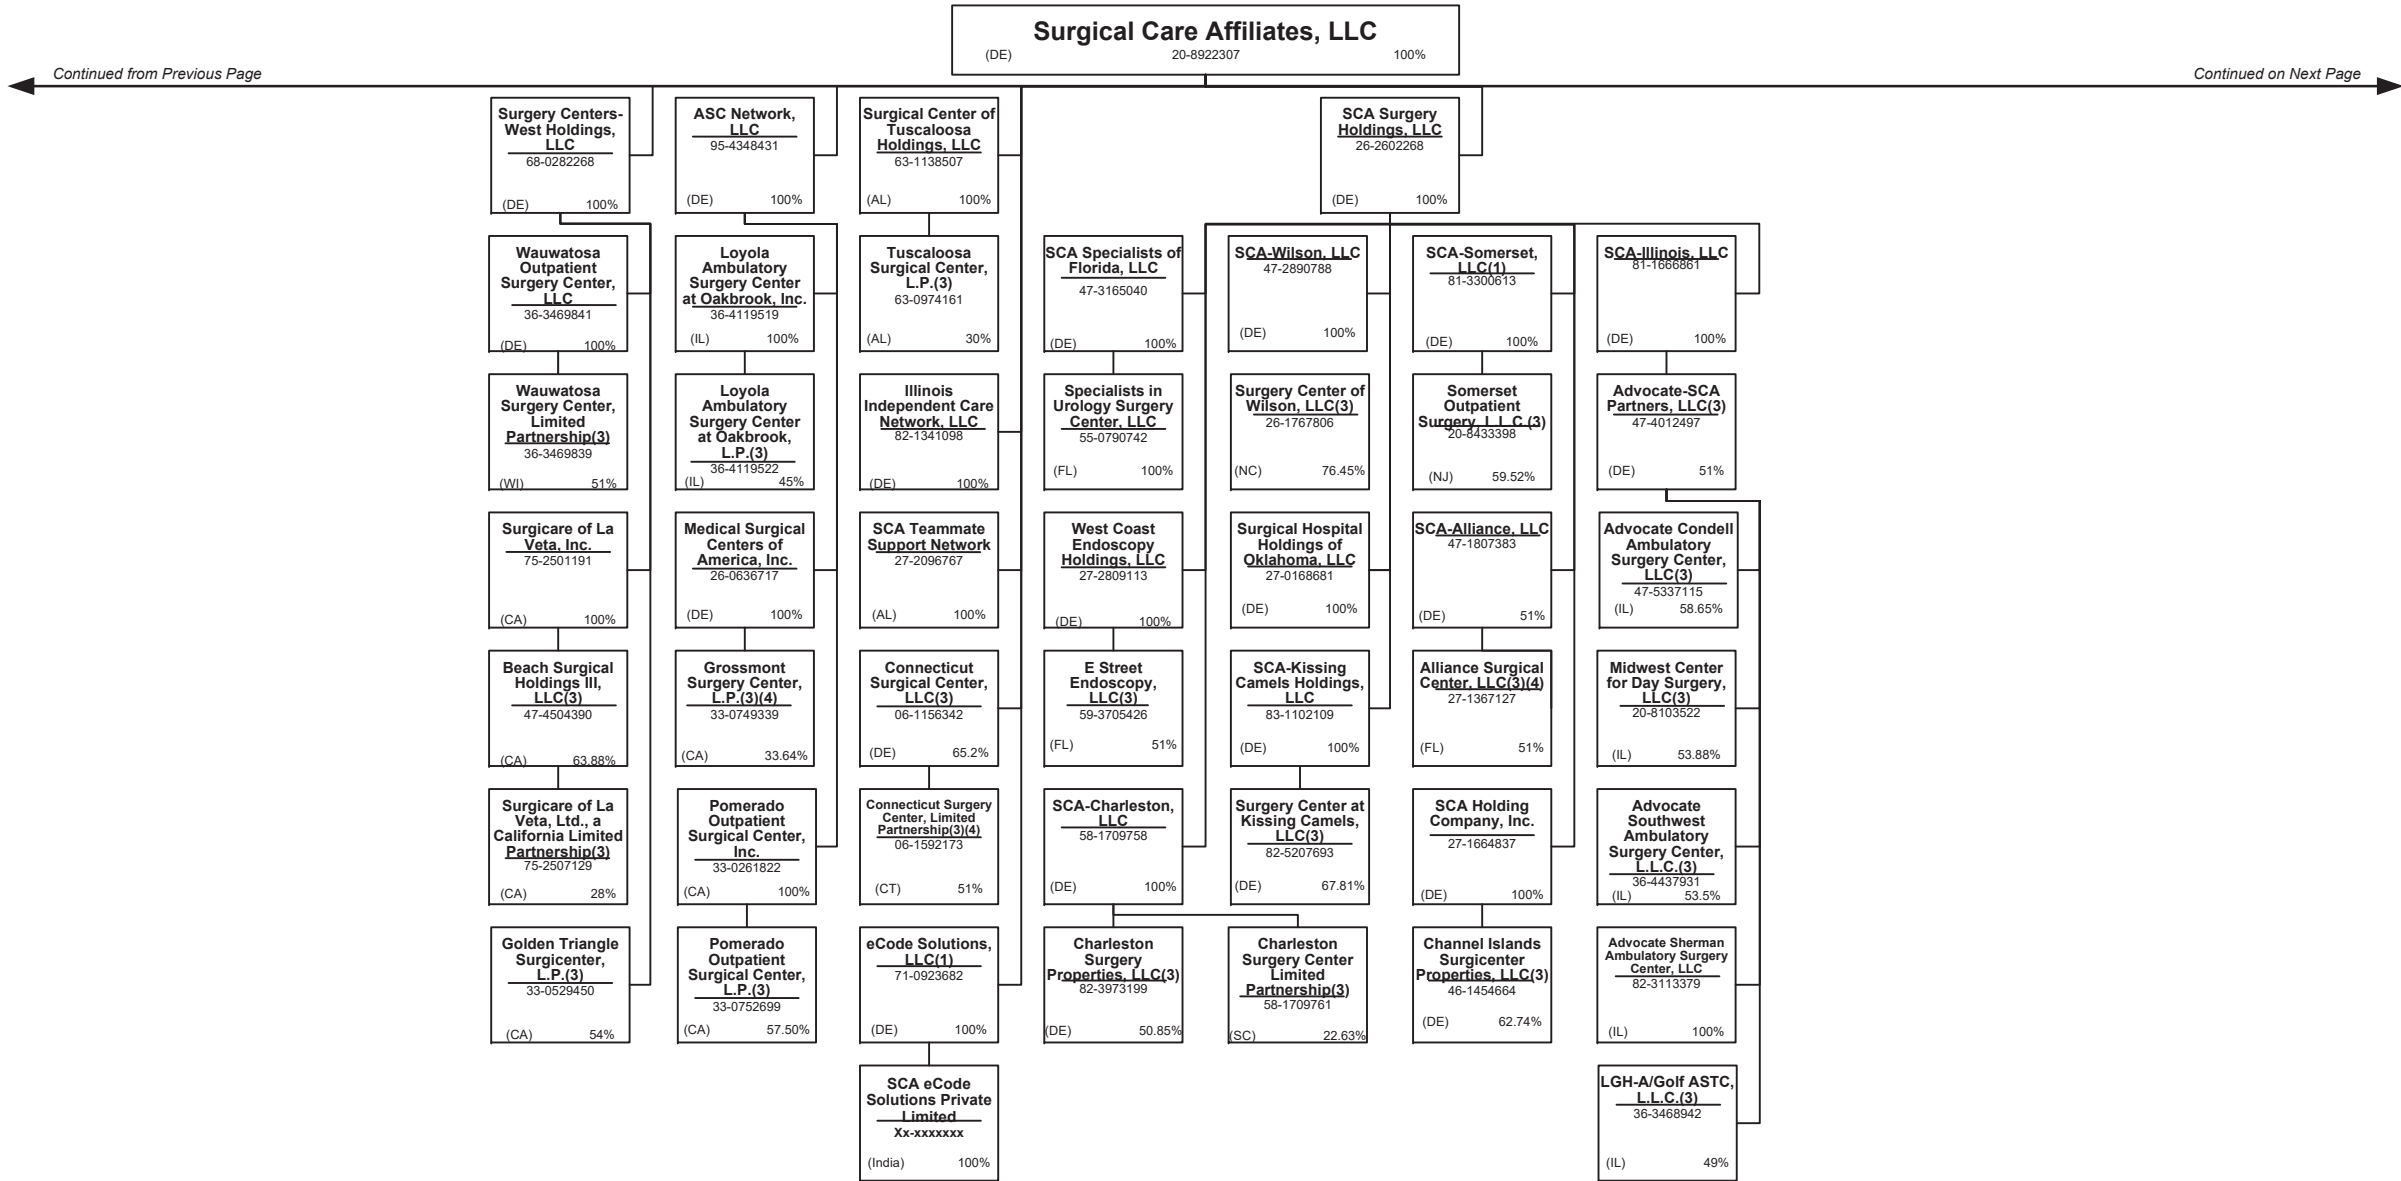 Surgical Care Affiliates, LLC
(DE) 20-8922307 100%
Continued from Previous Page
Continued on Next Page
Surgery Centers-
West Holdings,
LLC
68-0282268
(DE) 100%
ASC Network,
LLC
95-4348431
(DE) 100%
Surgical Center of
Tuscaloosa
Holdings, LLC
63-1138507
(AL) 100%
SCA Surgery
Holdings, LLC
26-2602268
(DE) 100%
Wauwatosa
Outpatient
Surgery Center,
LLC
36-3469841
(DE) 100%
Loyola
Ambulatory
Surgery Center
at Oakbrook, Inc.
36-4119519
(IL) 100%
Tuscaloosa
Surgical Center,
L.P.(3)
63-0974161
(AL) 30%
SCA Specialists of
Florida, LLC
47-3165040
(DE) 100%
SCA-Wilson, LLC
47-2890788
(DE) 100%
SCA-Somerset,
LLC(1)
81-3300613
(DE) 100%
SCA-Illinois, LLC
81-1666861
(DE) 100%
Wauwatosa
Surgery Center,
Limited
Partnership(3)
36-3469839
(WI) 51%
Loyola
Ambulatory
Surgery Center
at Oakbrook,
L.P.(3)
36-4119522
(IL) 45%
Illinois
Independent Care
Network, LLC
82-1341098
(DE) 100%
Specialists in
Urology Surgery
Center, LLC
55-0790742
(FL) 100%
Surgery Center of
Wilson, LLC(3)
26-1767806
(NC) 76.45%
Somerset
Outpatient
Surgery, L.L.C.(3)
20-8433398
(NJ) 59.52%
Advocate-SCA
Partners, LLC(3)
47-4012497
(DE) 51%
Surgicare of La
Veta, Inc.
75-2501191
(CA) 100%
Medical Surgical
Centers of
America, Inc.
26-0636717
(DE) 100%
SCA Teammate
Support Network
27-2096767
(AL) 100%
West Coast
Endoscopy
Holdings, LLC
27-2809113
(DE) 100%
Surgical Hospital
Holdings of
Oklahoma, LLC
27-0168681
(DE) 100%
SCA-Alliance, LLC
47-1807383
(DE) 51%
Advocate Condell
Ambulatory
Surgery Center,
LLC(3)
47-5337115
(IL) 58.65%
Beach Surgical
Holdings III,
LLC(3)
47-4504390
(CA) 63.88%
Grossmont
Surgery Center,
L.P.(3)(4)
33-0749339
(CA) 33.64%
Connecticut
Surgical Center,
LLC(3)
06-1156342
(DE) 65.2%
E Street
Endoscopy,
LLC(3)
59-3705426
(FL) 51%
SCA-Kissing
Camels Holdings,
LLC
83-1102109
(DE) 100%
Alliance Surgical
Center, LLC(3)(4)
27-1367127
(FL) 51%
Midwest Center
for Day Surgery,
LLC(3)
20-8103522
(IL) 53.88%
Surgicare of La
Veta, Ltd., a
California Limited
Partnership(3)
75-2507129
(CA) 28%
Pomerado
Outpatient
Surgical Center,
Inc.
33-0261822
(CA) 100%
Connecticut Surgery
Center, Limited
Partnership(3)(4)
06-1592173
(CT) 51%
SCA-Charleston,
LLC
58-1709758
(DE) 100%
Surgery Center at
Kissing Camels,
LLC(3)
82-5207693
(DE) 67.81%
SCA Holding
Company, Inc.
27-1664837
(DE) 100%
Advocate
Southwest
Ambulatory
Surgery Center,
L.L.C.(3)
36-4437931
(IL) 53.5%
Golden Triangle
Surgicenter,
L.P.(3)
33-0529450
(CA) 54%
Pomerado
Outpatient
Surgical Center,
L.P.(3)
33-0752699
(CA) 57.50%
eCode Solutions,
LLC(1)
71-0923682
(DE) 100%
Charleston
Surgery
Properties, LLC(3)
82-3973199
(DE) 50.85%
Charleston
Surgery Center
Limited
Partnership(3)
58-1709761
(SC) 22.63%
Channel Islands
Surgicenter
Properties, LLC(3)
46-1454664
(DE) 62.74%
Advocate Sherman
Ambulatory Surgery
Center, LLC
82-3113379
(IL) 100%
SCA eCode
Solutions Private
Limited
Xx-xxxxxxx
(India) 100%
LGH-A/Golf ASTC,
L.L.C.(3)
36-3468942
(IL) 49%